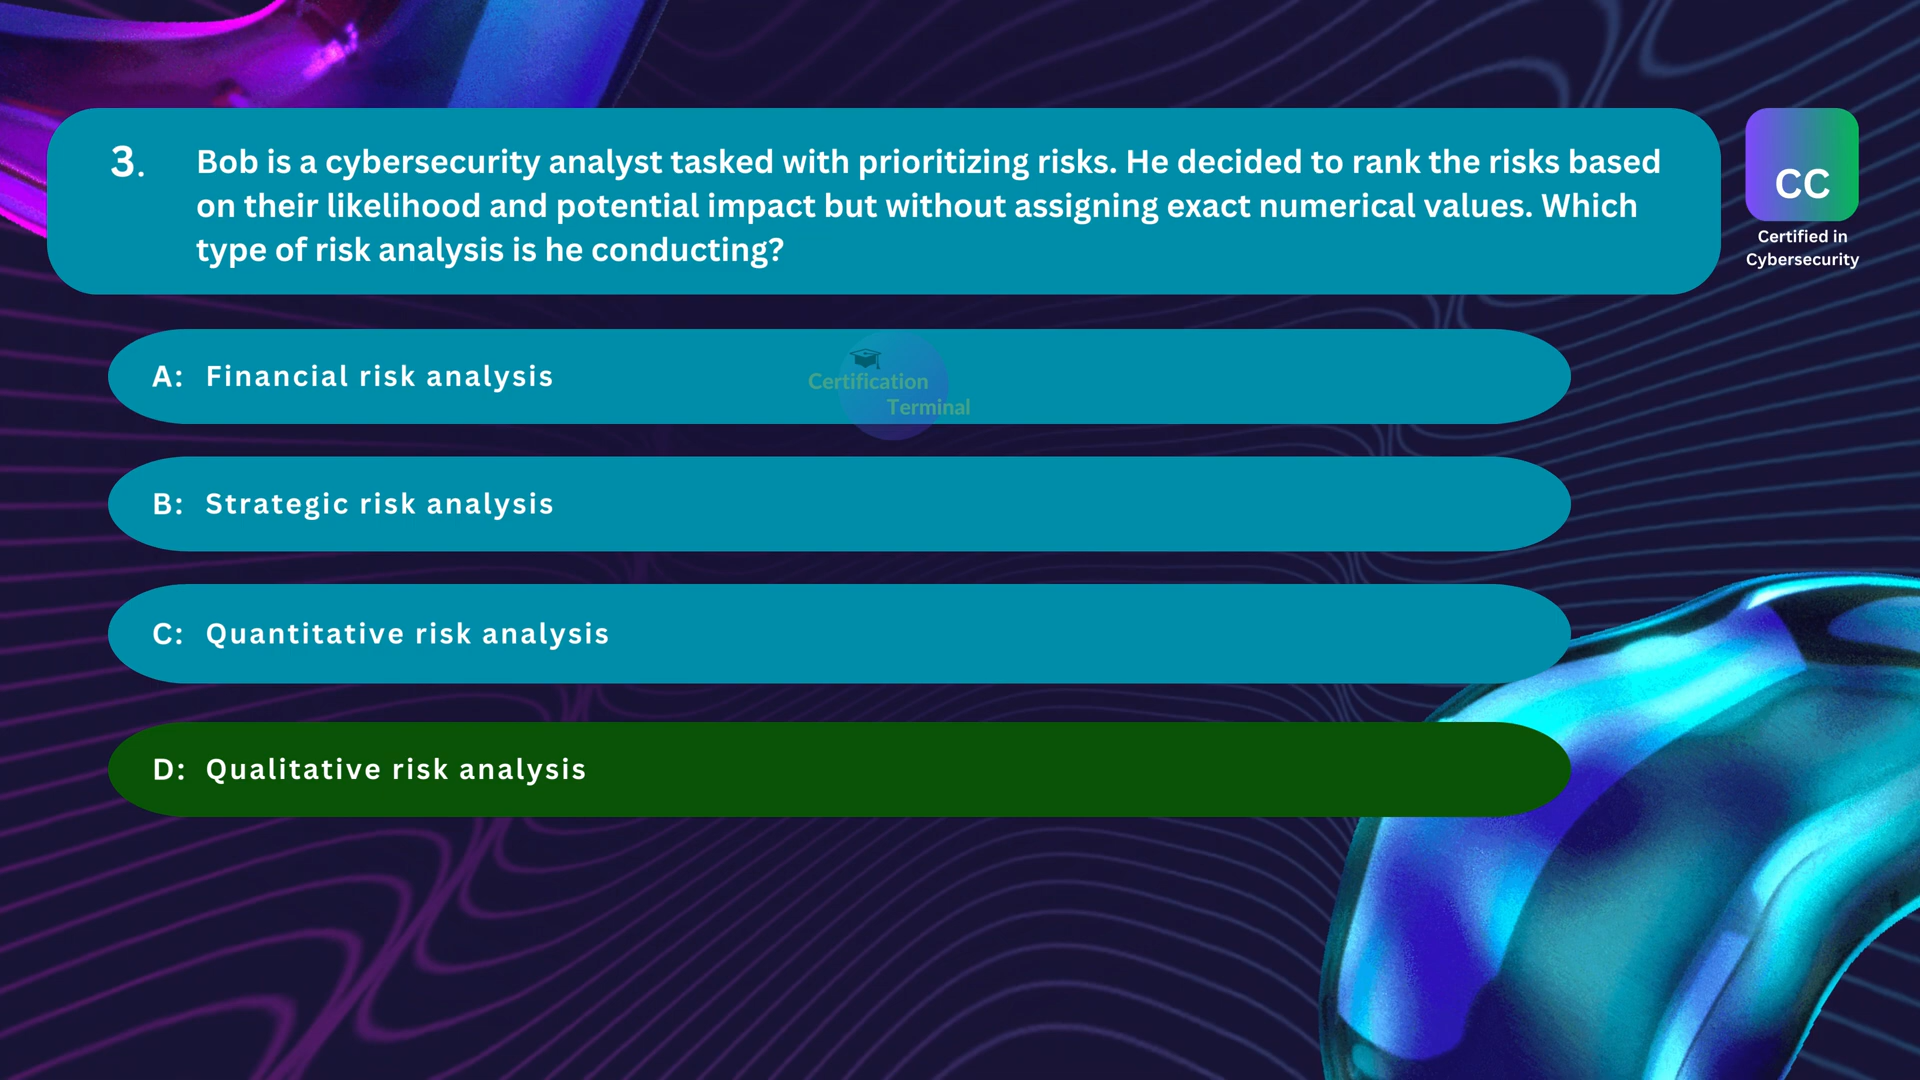 3. Bob is a cybersecurity analyst tasked with prioritizing risks. He decided to rank the risks based
on their likelihood and potential impact but without assigning exact numerical values. Which
type of risk analysis is he conducting?
CC
Certified in
Cybersecurity
A: Financial risk analysis
Certification
Terminal
B: Strategic risk analysis
C: Quantitative risk analysis
D: Qualitative risk analysis